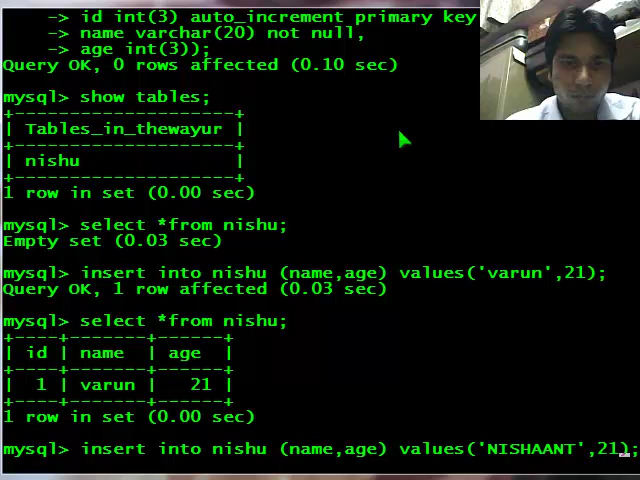 -> id int(3) auto_increment primary key
-> name varchar(20) not null,
-> age int(3));
Query OK, 0 rows affected (0.10 sec)
mysql> show tables;
+--------------------+
| Tables_in_thewayur |
+--------------------+
| nishu              |
+--------------------+
1 row in set (0.00 sec)
mysql> select *from nishu;
Empty set (0.03 sec)
mysql> insert into nishu (name,age) values('varun',21);
Query OK, 1 row affected (0.03 sec)
mysql> select *from nishu;
+----+-------+------+
| id | name  | age  |
+----+-------+------+
|  1 | varun |   21 |
+----+-------+------+
1 row in set (0.00 sec)
mysql> insert into nishu (name,age) values('NISHAANT',21);